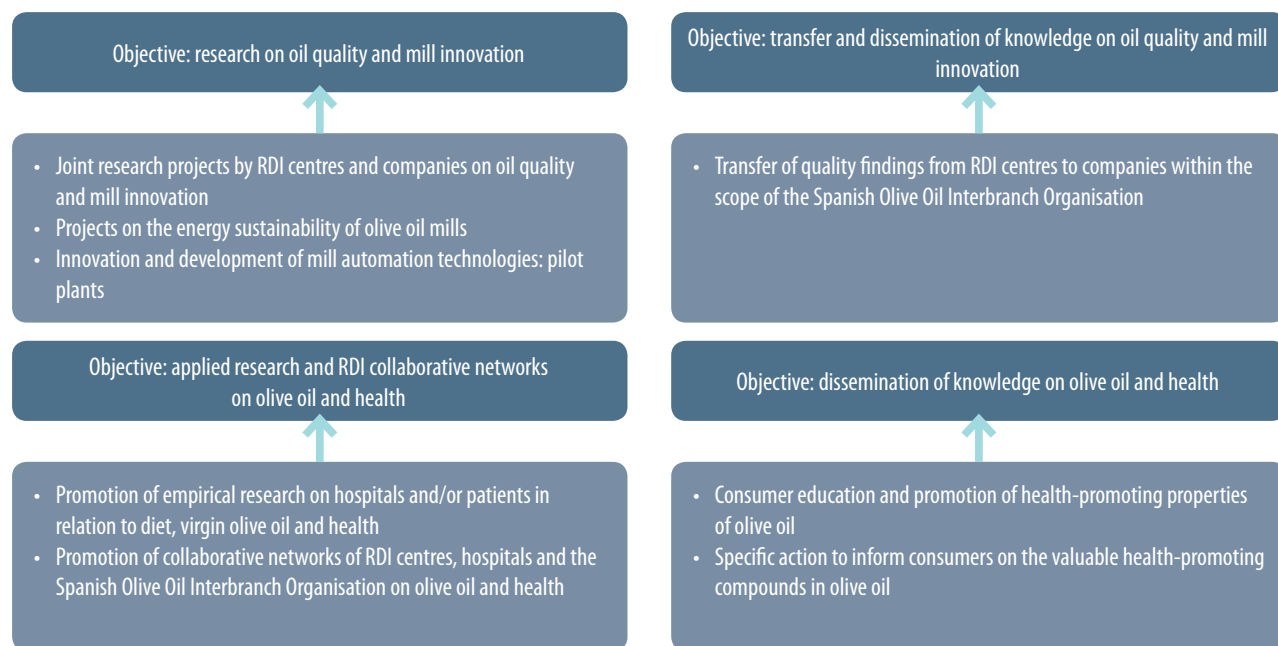 Objective: research on oil quality and mill innovation
• Joint research projects by RDI centres and companies on oil quality
and mill innovation
• Projects on the energy sustainability of olive oil mills
• Innovation and development of mill automation technologies: pilot
plants
Objective: transfer and dissemination of knowledge on oil quality and mill
innovation
• Transfer of quality findings from RDI centres to companies within the
scope of the Spanish Olive Oil Interbranch Organisation
Objective: applied research and RDI collaborative networks
on olive oil and health
• Promotion of empirical research on hospitals and/or patients in
relation to diet, virgin olive oil and health
• Promotion of collaborative networks of RDI centres, hospitals and the
Spanish Olive Oil Interbranch Organisation on olive oil and health
Objective: dissemination of knowledge on olive oil and health
• Consumer education and promotion of health-promoting properties
of olive oil
• Specific action to inform consumers on the valuable health-promoting
compounds in olive oil